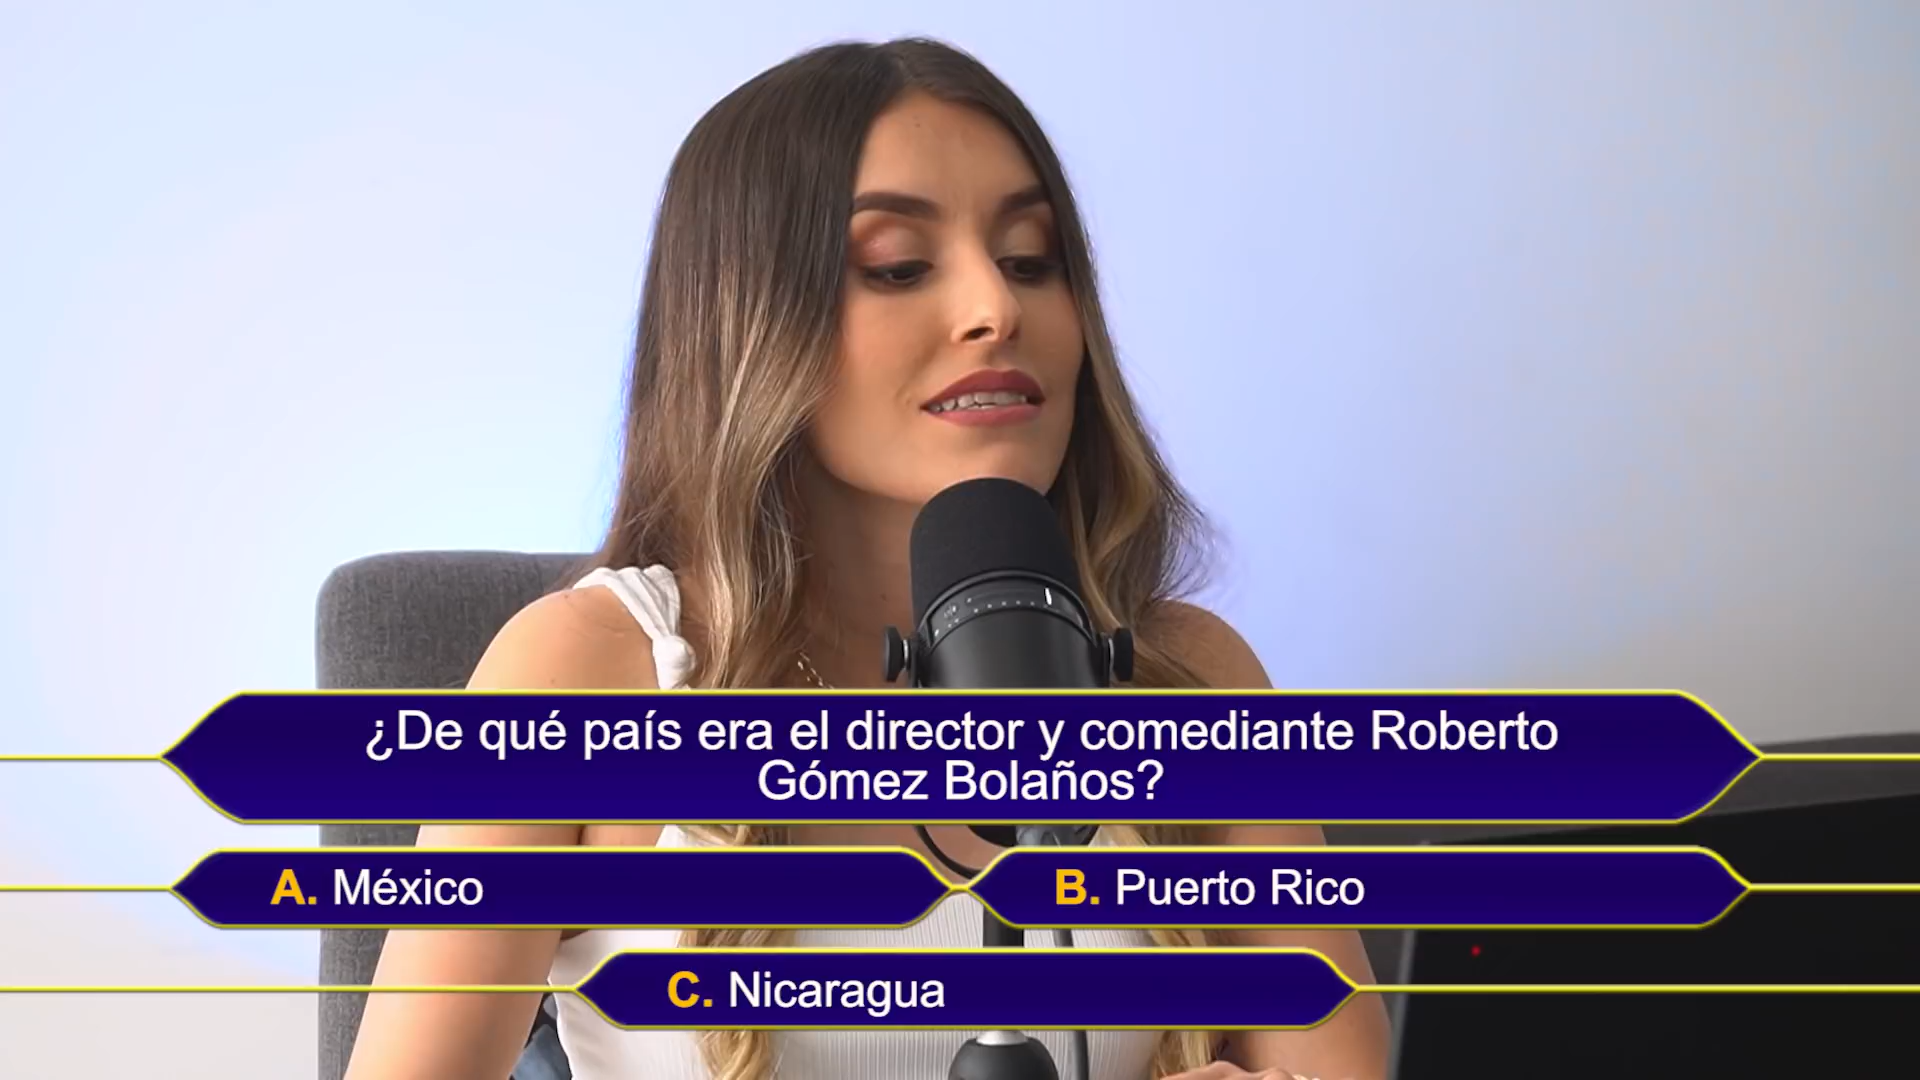 ¿De qué país era el director y comediante Roberto
Gómez Bolaños?
A. México
B. Puerto Rico
C. Nicaragua